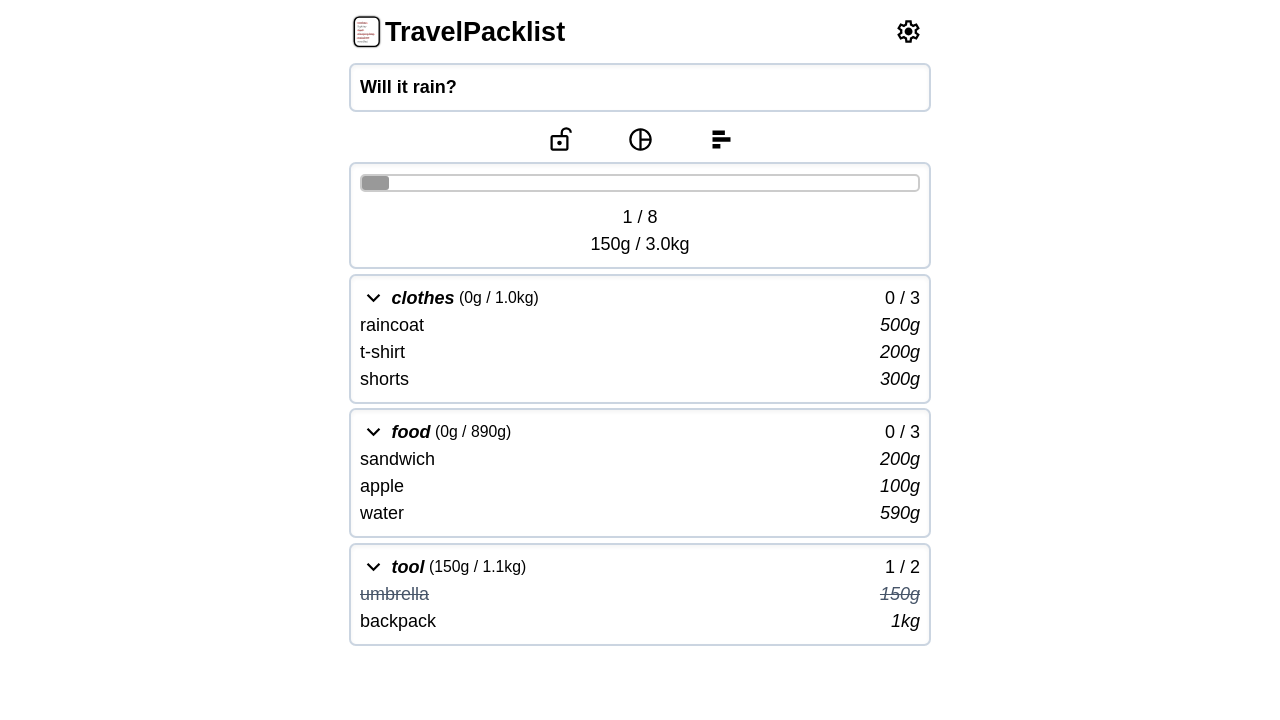 TravelPacklist
Will it rain?
1 / 8
150g / 3.0kg
clothes (0g / 1.0kg) 0 / 3
raincoat 500g
t-shirt 200g
shorts 300g
food (0g / 890g) 0 / 3
sandwich 200g
apple 100g
water 590g
tool (150g / 1.1kg) 1 / 2
umbrella 150g
backpack 1kg